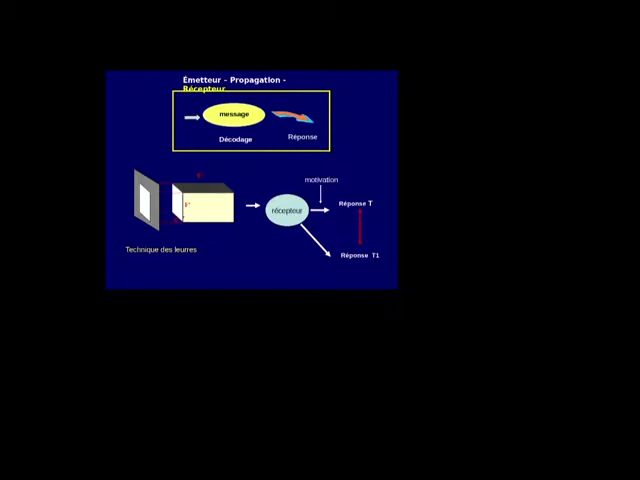 Émetteur – Propagation -
Récepteur
message
Décodage
Réponse
motivation
récepteur
Réponse T
Technique des leurres
Réponse T1